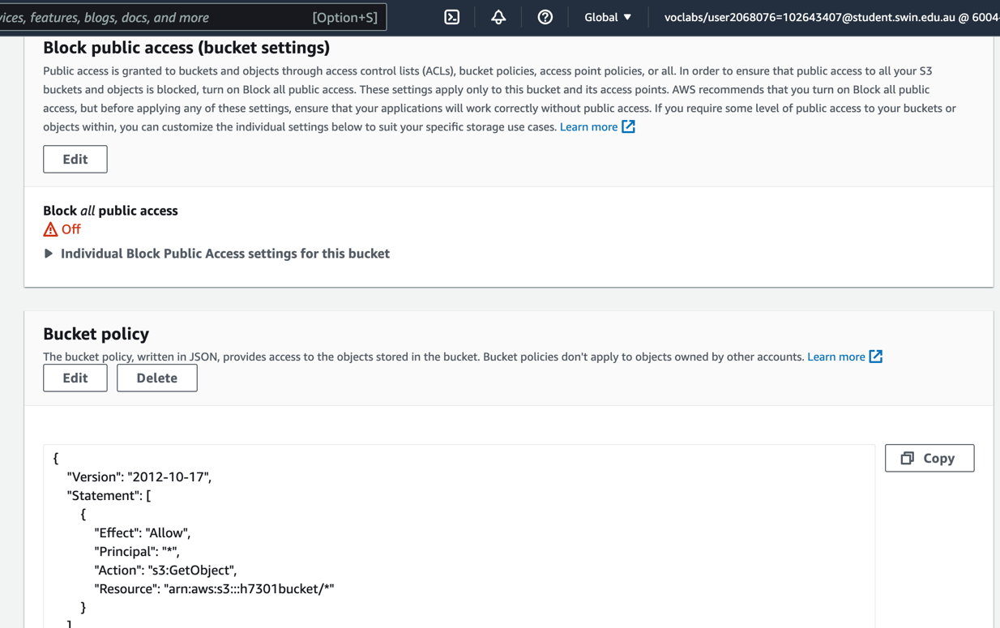 features, blogs, docs, and more [Option+S] Global ▼ voclabs/user2068076=102643407@student.swin.edu.au @ 6004-
Block public access (bucket settings)
Public access is granted to buckets and objects through access control lists (ACLs), bucket policies, access point policies, or all. In order to ensure that public access to all your S3
buckets and objects is blocked, turn on Block all public access. These settings apply only to this bucket and its access points. AWS recommends that you turn on Block all public
access, but before applying any of these settings, ensure that your applications will work correctly without public access. If you require some level of public access to your buckets or
objects within, you can customize the individual settings below to suit your specific storage use cases. Learn more
Edit
Block all public access
Off
Individual Block Public Access settings for this bucket
Bucket policy
The bucket policy, written in JSON, provides access to the objects stored in the bucket. Bucket policies don't apply to objects owned by other accounts. Learn more
Edit Delete
{
"Version": "2012-10-17",
"Statement": [
{
"Effect": "Allow",
"Principal": "*",
"Action": "s3:GetObject",
"Resource": "arn:aws:s3:::h7301bucket/*"
}
]
Copy